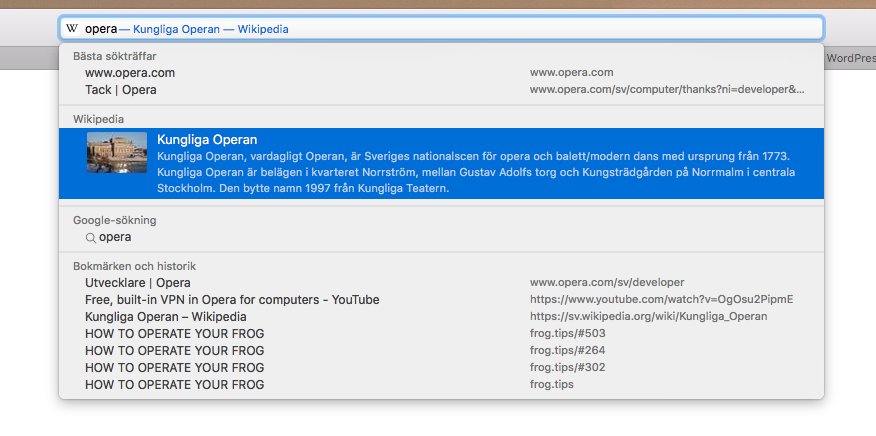 W opera — Kungliga Operan — Wikipedia
WordPres
Bästa sökträffar
www.opera.com www.opera.com
Tack | Opera www.opera.com/sv/computer/thanks?ni=developer&...
Wikipedia
Kungliga Operan
Kungliga Operan, vardagligt Operan, är Sveriges nationalscen för opera och balett/modern dans med ursprung från 1773.
Kungliga Operan är belägen i kvarteret Norrström, mellan Gustav Adolfs torg och Kungsträdgården på Norrmalm i centrala
Stockholm. Den bytte namn 1997 från Kungliga Teatern.
Google-sökning
opera
Bokmärken och historik
Utvecklare | Opera www.opera.com/sv/developer
Free, built-in VPN in Opera for computers - YouTube https://www.youtube.com/watch?v=OgOsu2PipmE
Kungliga Operan – Wikipedia https://sv.wikipedia.org/wiki/Kungliga_Operan
HOW TO OPERATE YOUR FROG frog.tips/#503
HOW TO OPERATE YOUR FROG frog.tips/#264
HOW TO OPERATE YOUR FROG frog.tips/#302
HOW TO OPERATE YOUR FROG frog.tips